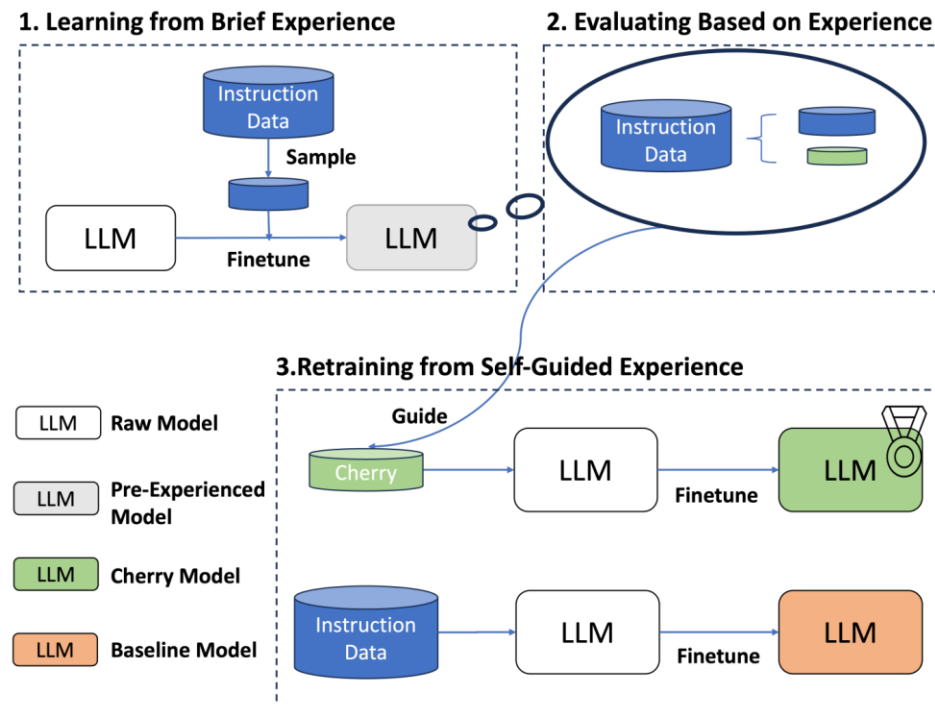 1. Learning from Brief Experience
2. Evaluating Based on Experience
Instruction
Data
Sample
LLM
Finetune
LLM
Instruction
Data
3.Retraining from Self-Guided Experience
Guide
Cherry
LLM
Finetune
LLM
Instruction
Data
LLM
Finetune
LLM
LLM
Raw Model
LLM
Pre-Experienced
Model
LLM
Cherry Model
LLM
Baseline Model